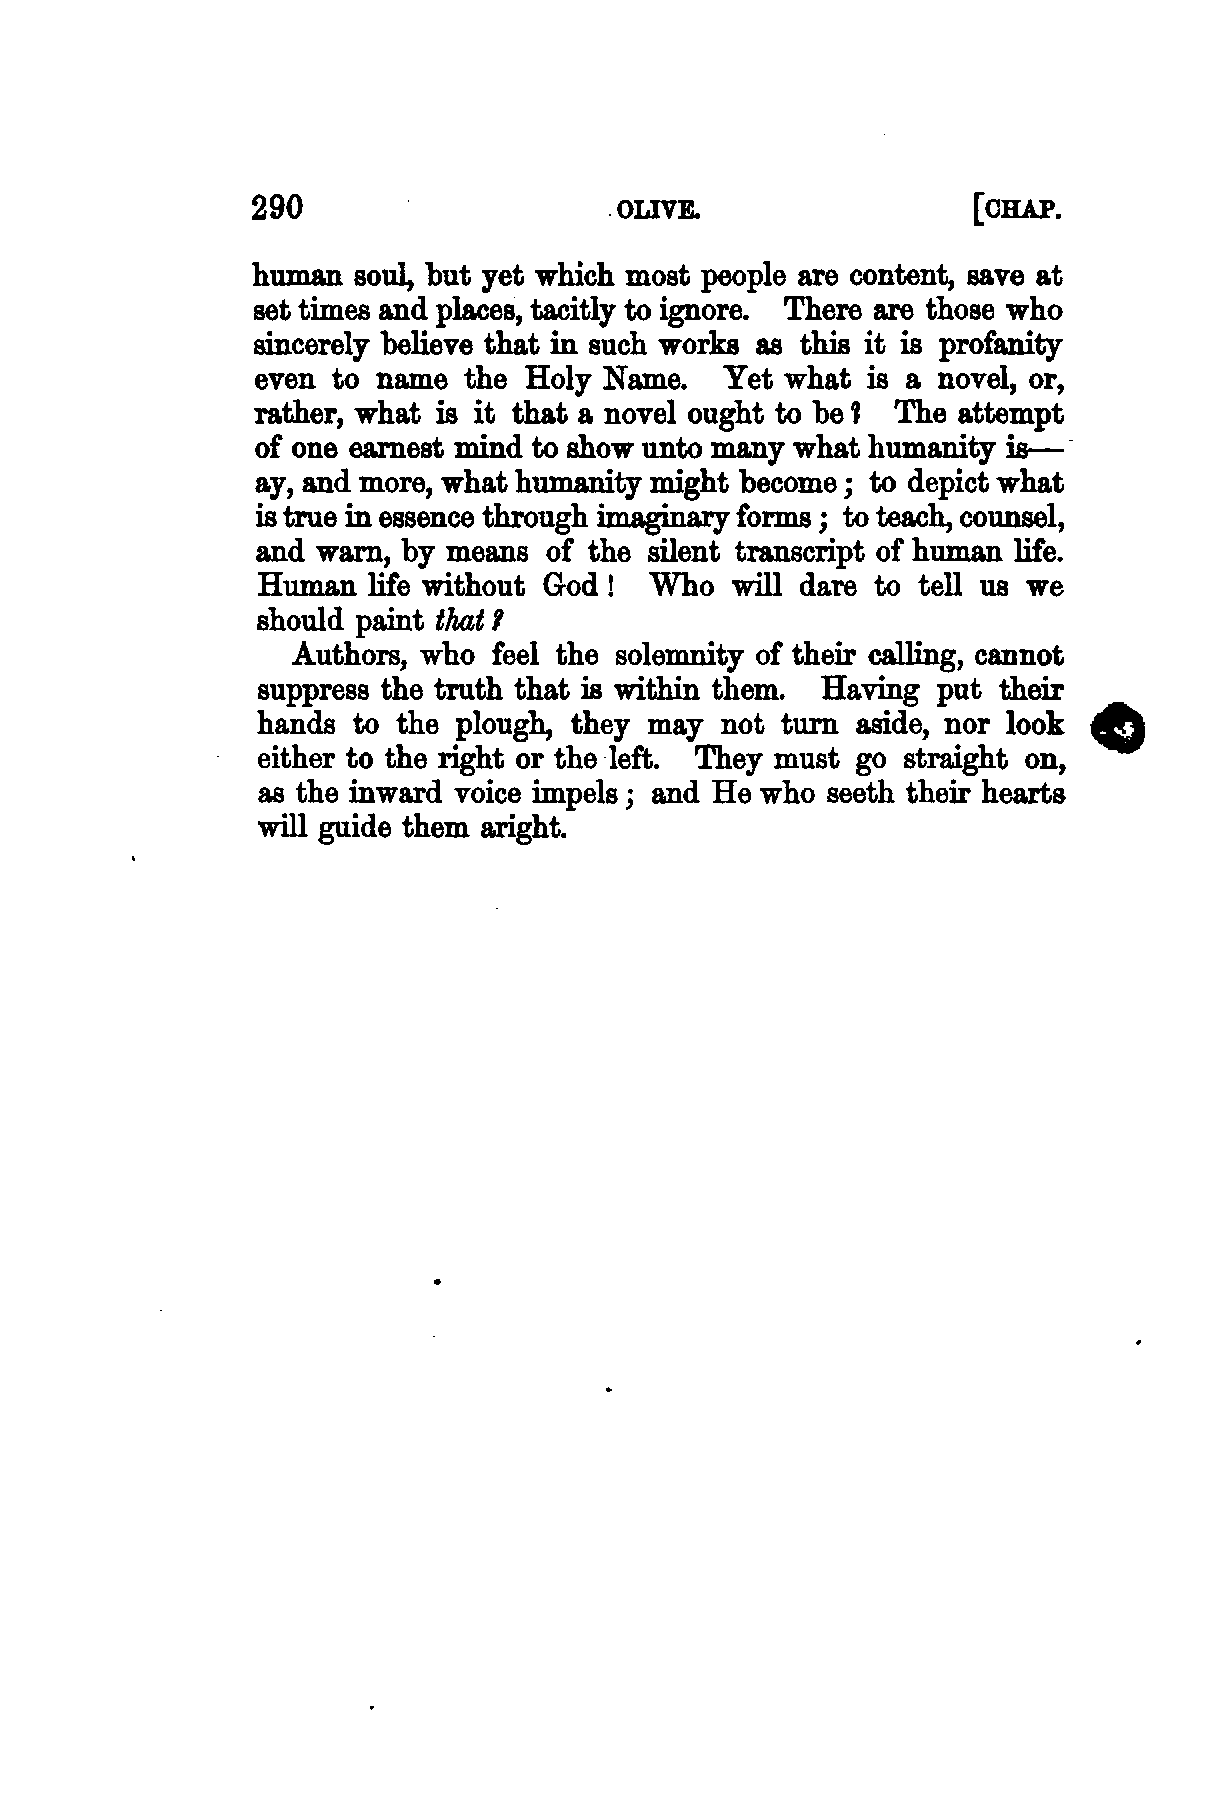 290 OLIVE. [CHAP.
human soul, but yet which most people are content, save at
set times and places, tacitly to ignore. There are those who
sincerely believe that in such works as this it is profanity
even to name the Holy Name. Yet what is a novel, or,
rather, what is it that a novel ought to be? The attempt
of one earnest mind to show unto many what humanity is—
ay, and more, what humanity might become; to depict what
is true in essence through imaginary forms; to teach, counsel,
and warn, by means of the silent transcript of human life.
Human life without God! Who will dare to tell us we
should paint that?
Authors, who feel the solemnity of their calling, cannot
suppress the truth that is within them. Having put their
hands to the plough, they may not turn aside, nor look
either to the right or the left. They must go straight on,
as the inward voice impels; and He who seeth their hearts
will guide them aright.